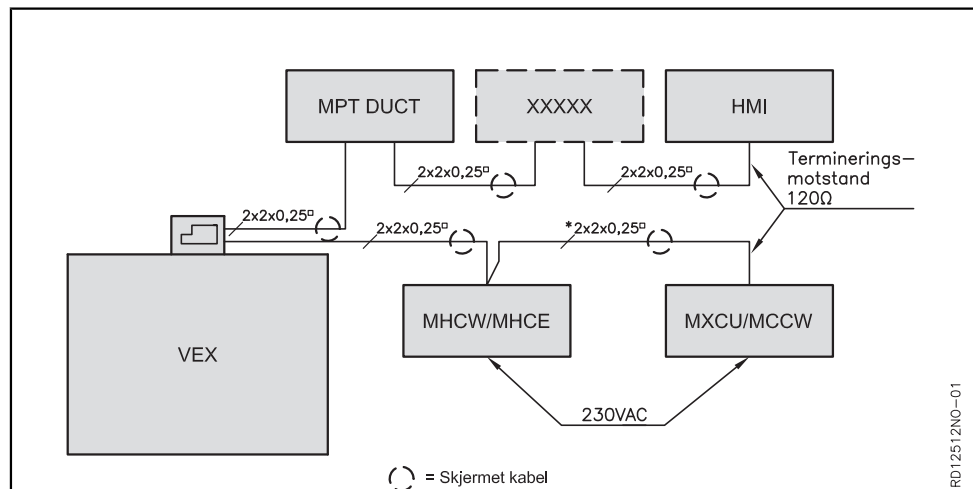 MPT DUCT
XXXXX
HMI
2x2x0,25¤
2x2x0,25¤
Terminerings–
motstand
120Ω
2x2x0,25¤
2x2x0,25¤
*2x2x0,25¤
MHCW/MHCE
MXCU/MCCW
VEX
230VAC
= Skjermet kabel
RD12512NO–01